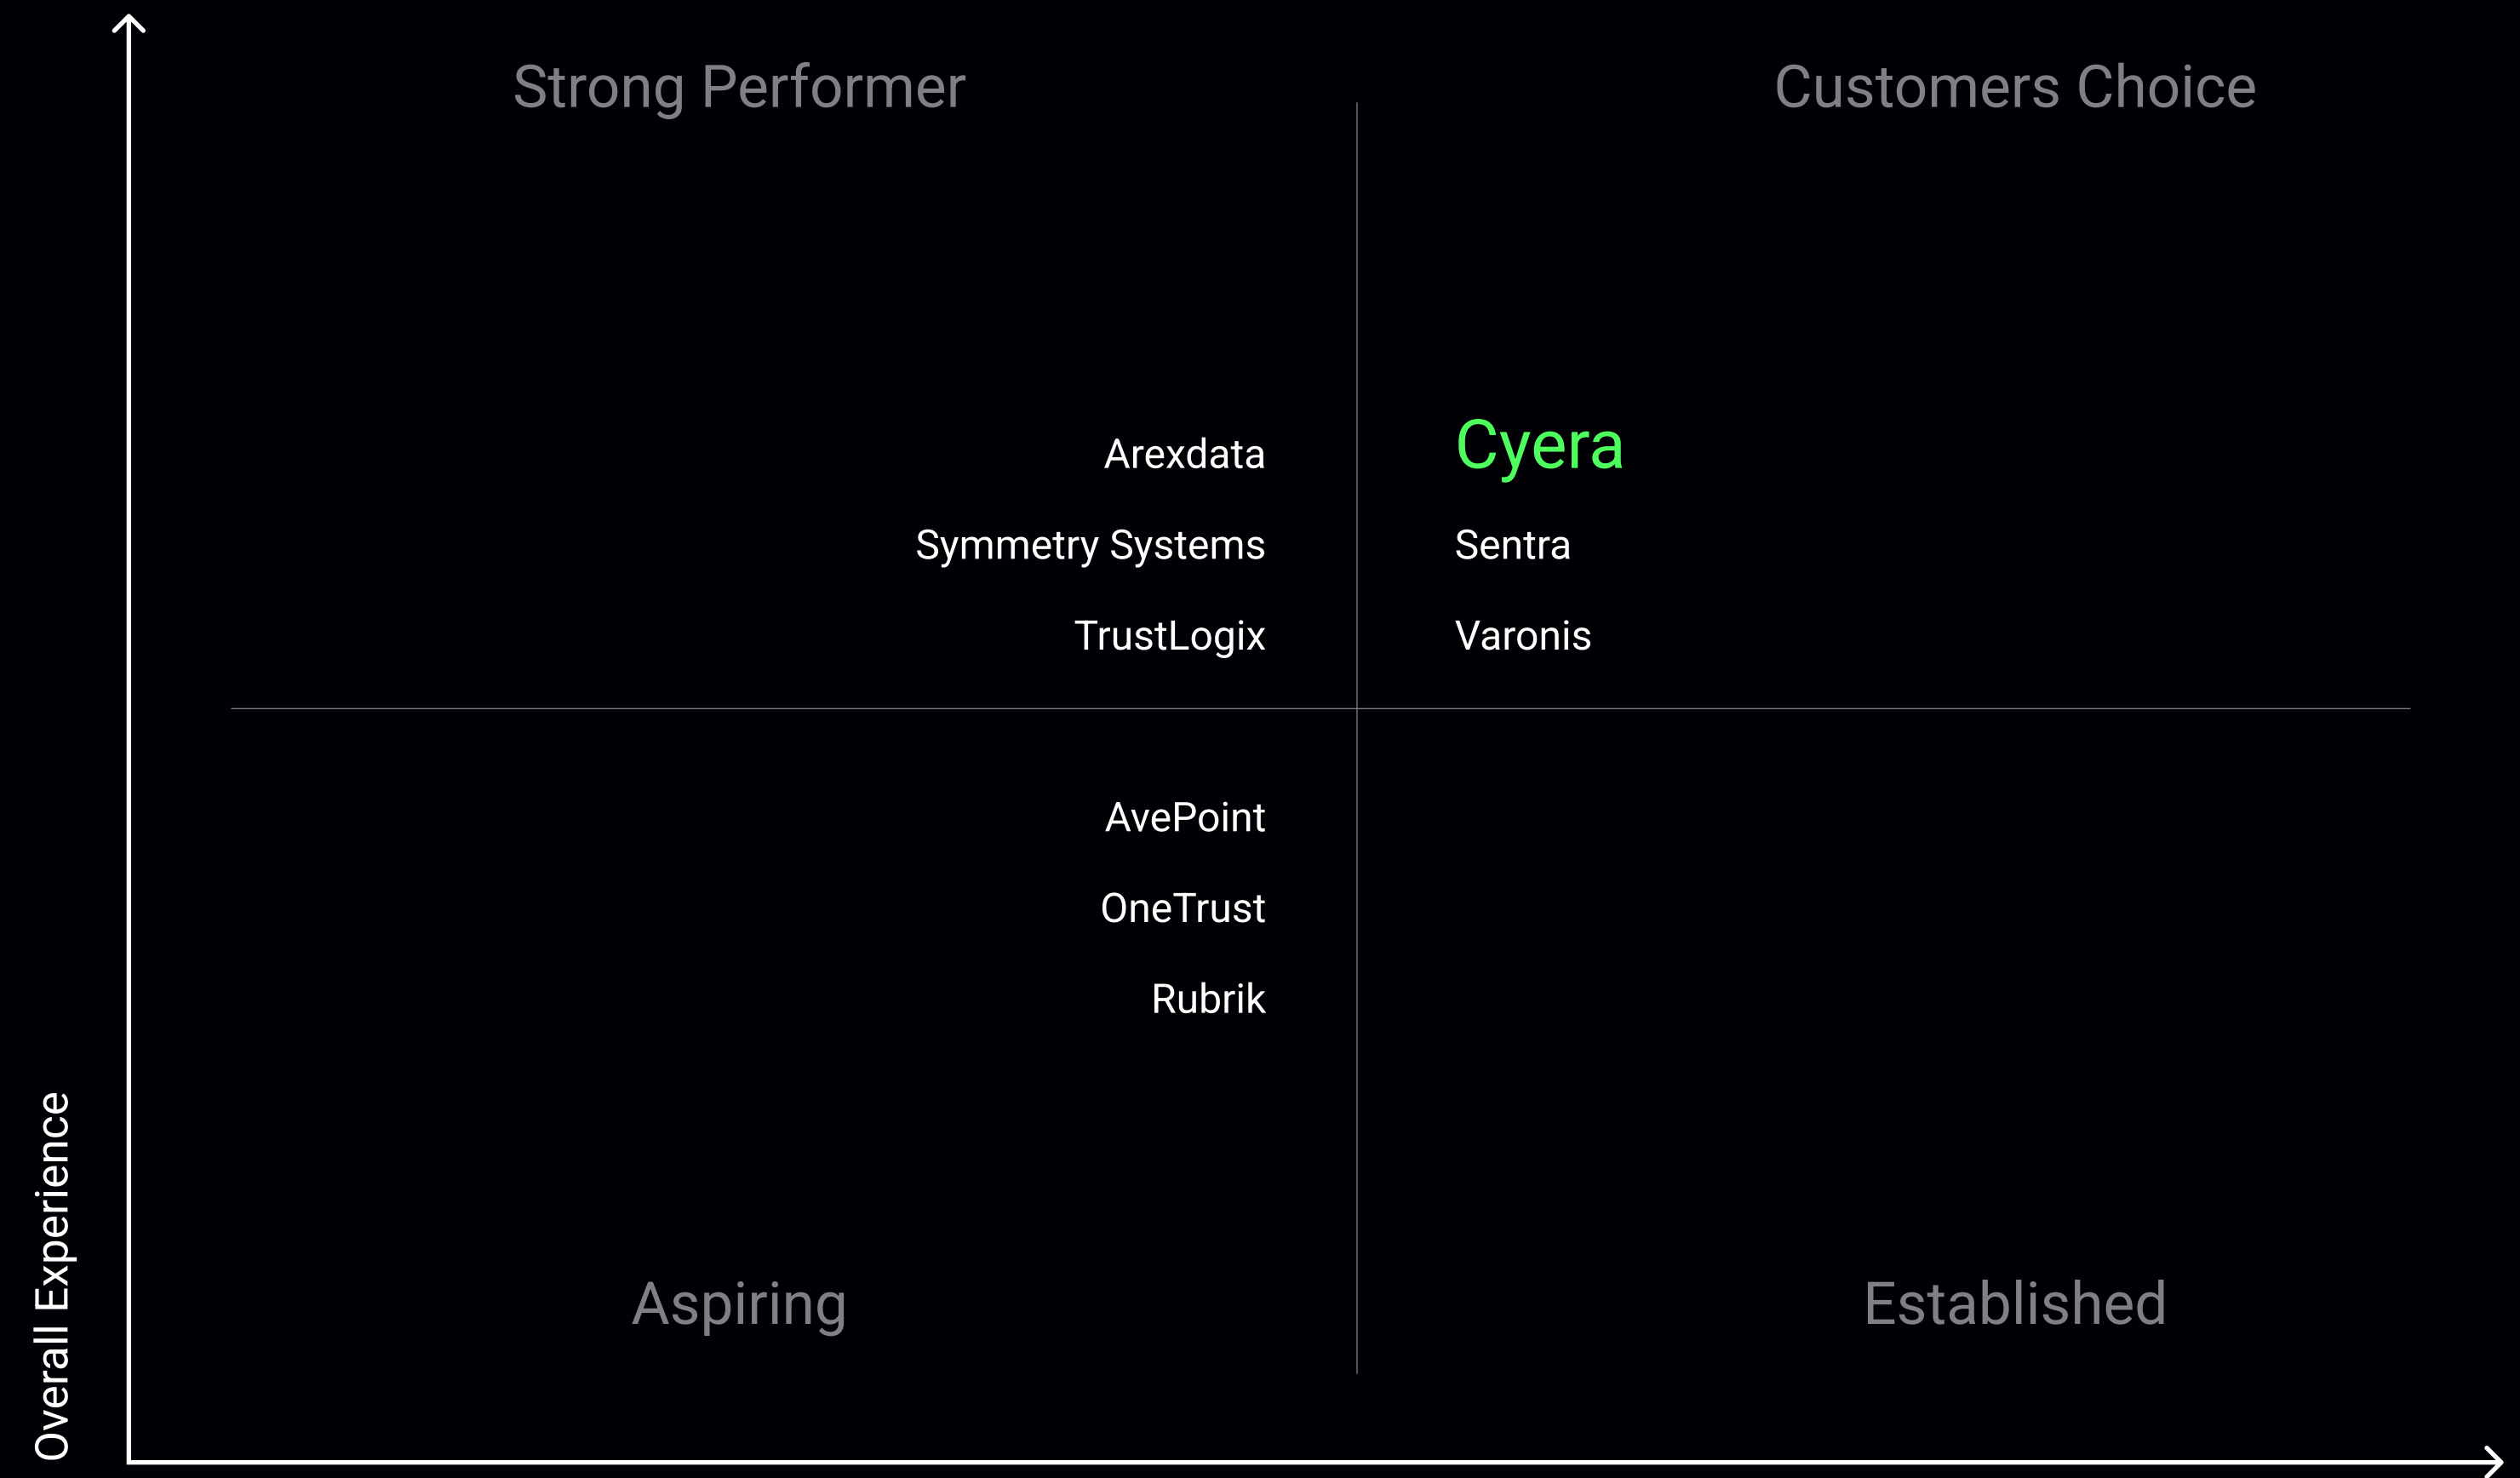 Strong Performer
Customers Choice
Arexdata
Symmetry Systems
TrustLogix
Cyera
Sentra
Varonis
AvePoint
OneTrust
Rubrik
Aspiring
Established
Overall Experience